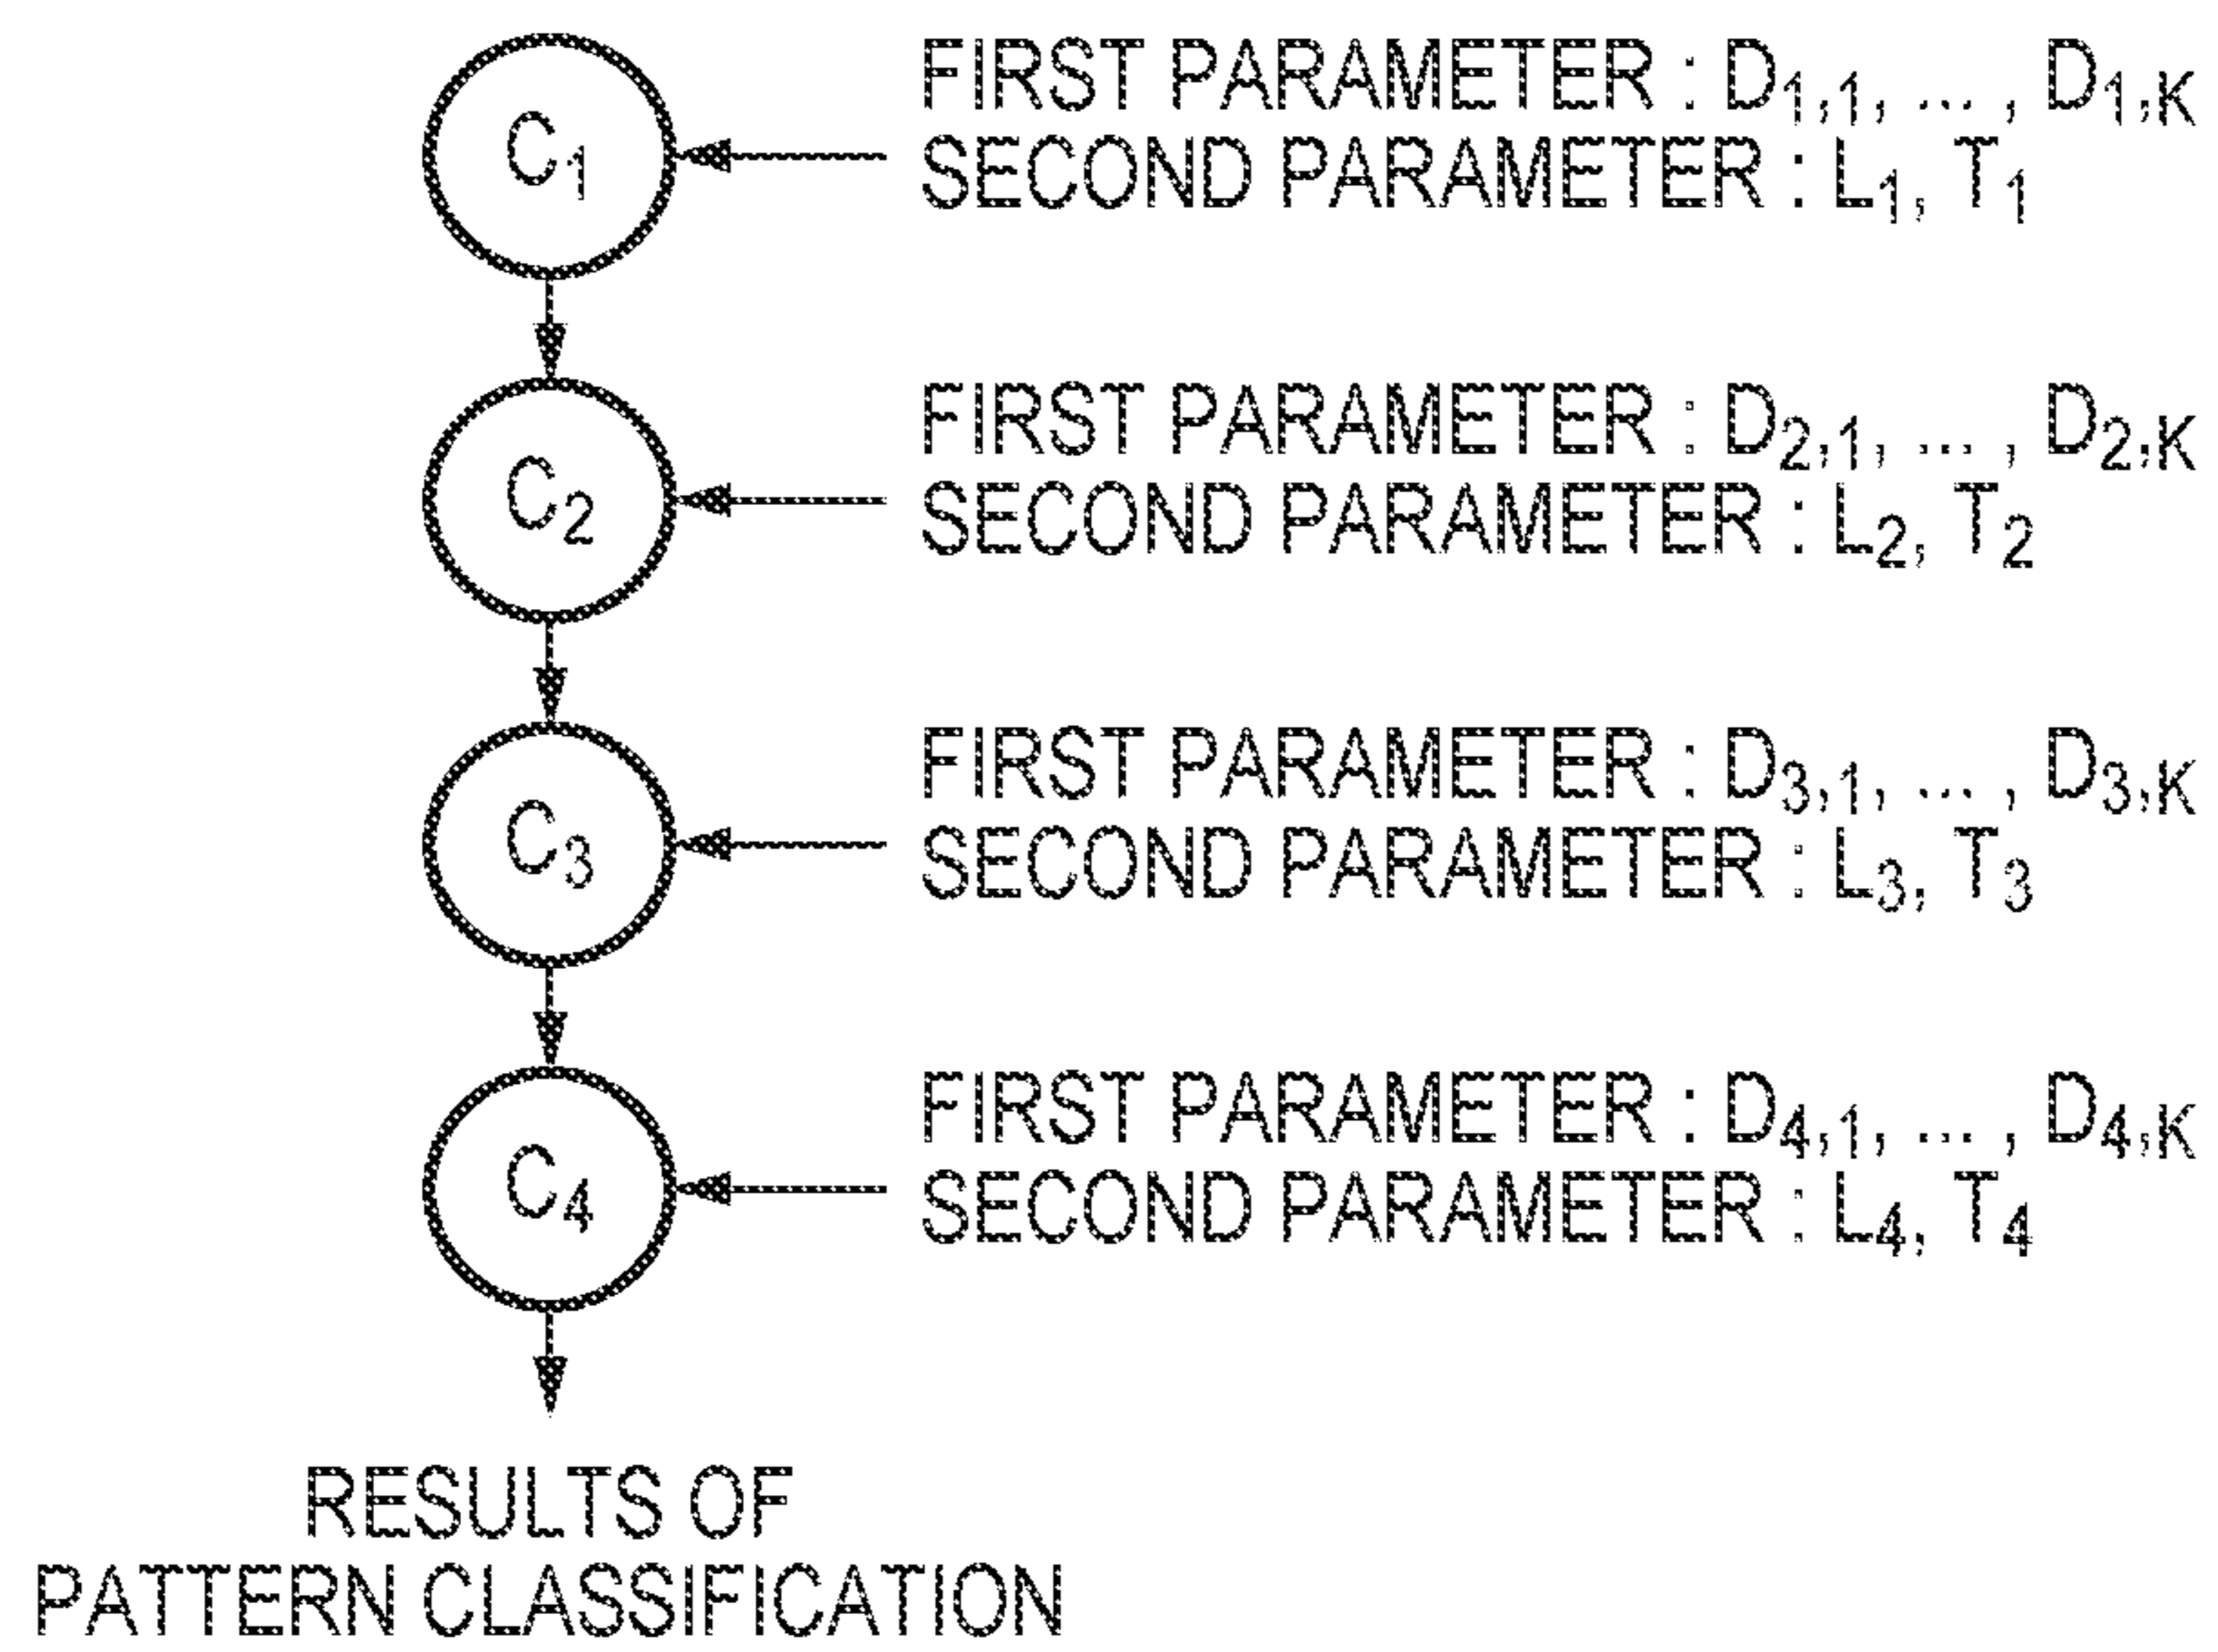 C₁
FIRST PARAMETER : D₁,₁, ... , D₁,K
SECOND PARAMETER : L₁, T₁
C₂
FIRST PARAMETER : D₂,₁, ... , D₂,K
SECOND PARAMETER : L₂, T₂
C₃
FIRST PARAMETER : D₃,₁, ... , D₃,K
SECOND PARAMETER : L₃, T₃
C₄
FIRST PARAMETER : D₄,₁, ... , D₄,K
SECOND PARAMETER : L₄, T₄
RESULTS OF
PATTERN CLASSIFICATION